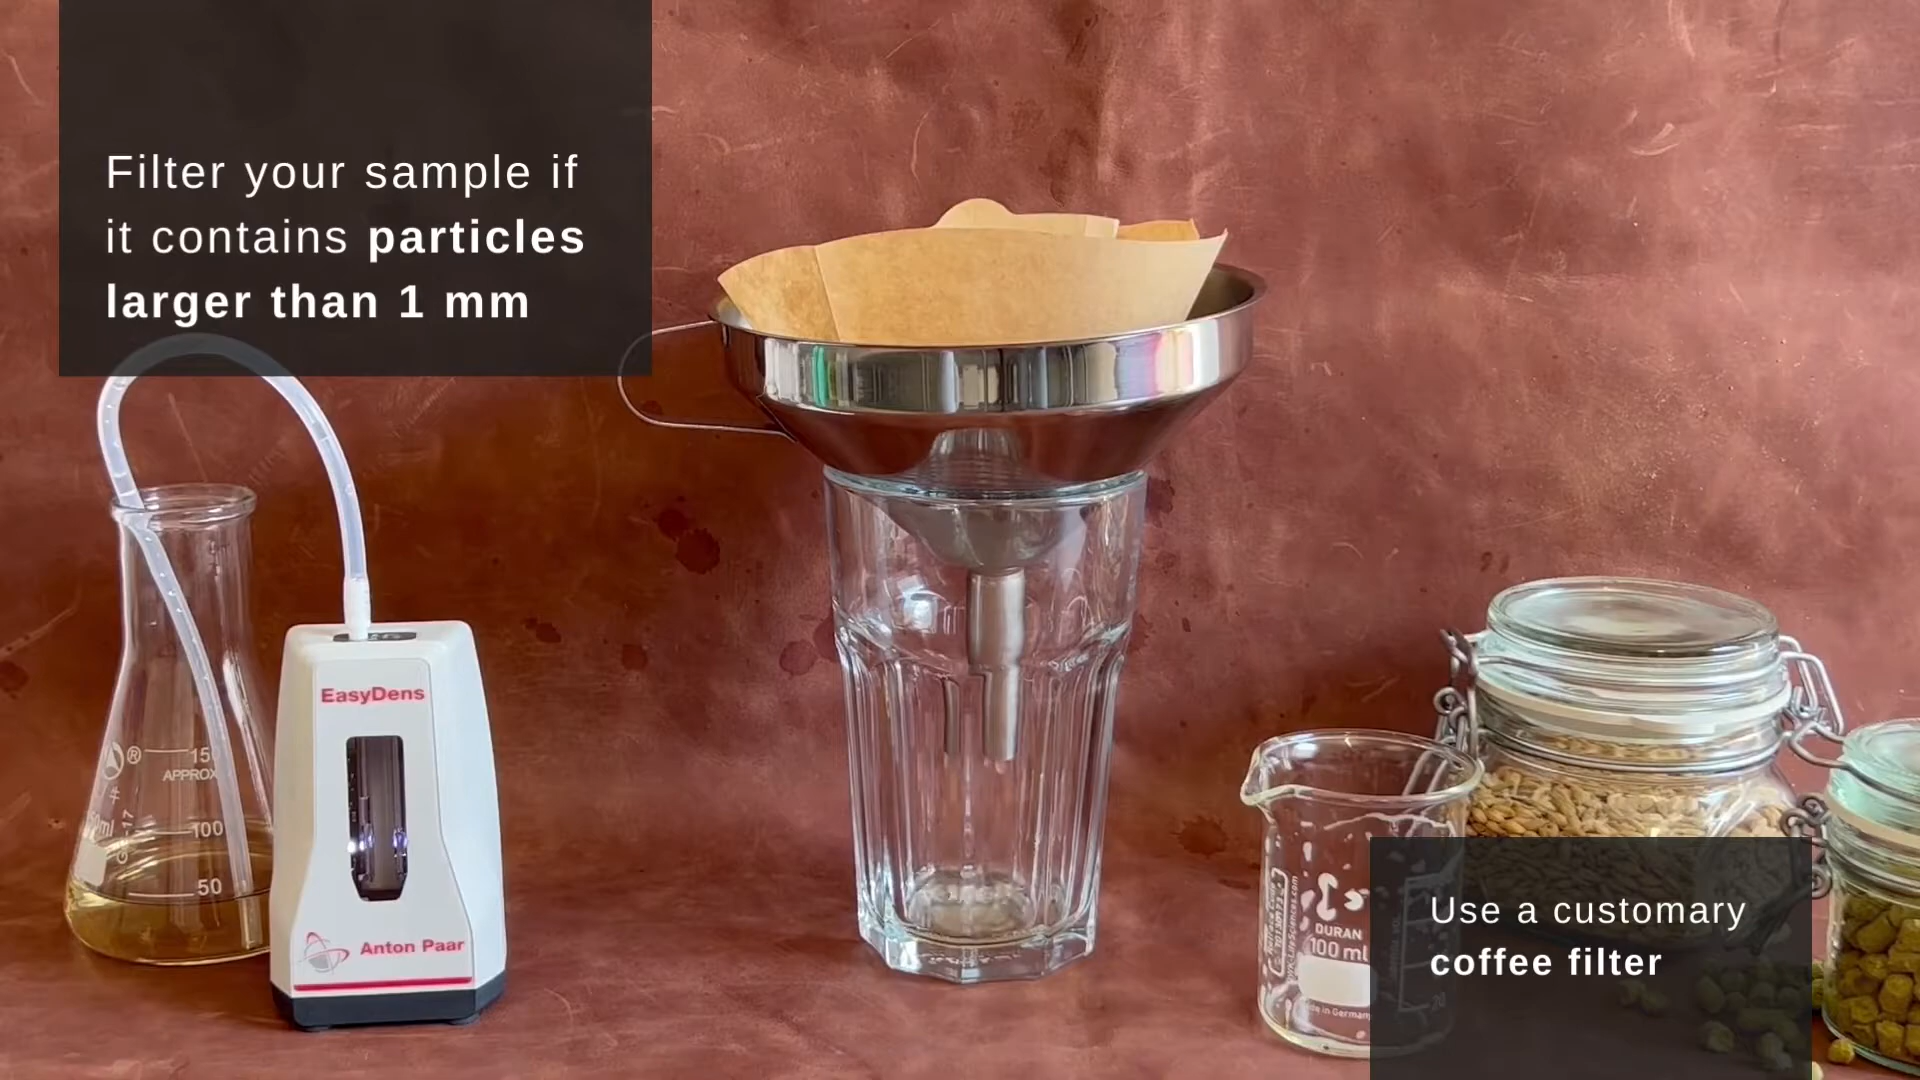 Filter your sample if
it contains particles
larger than 1 mm
EasyDens
Anton Paar
®
APPROX
100
50
DURAN
100 ml
Use a customary
coffee filter